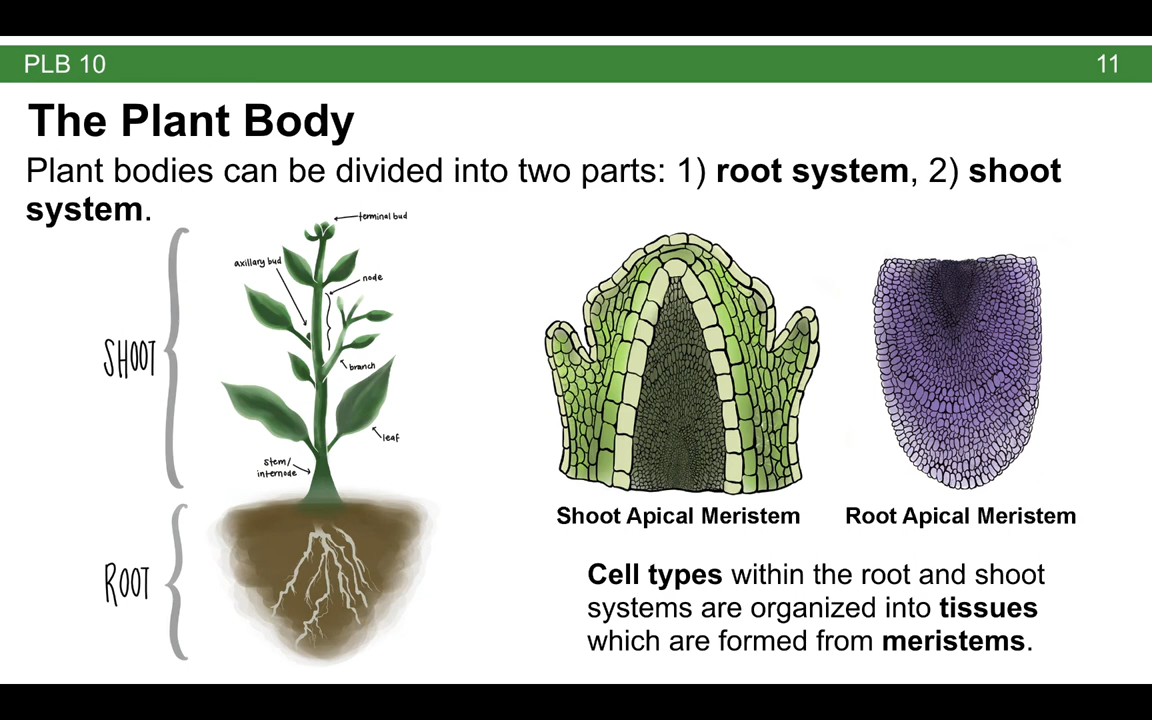 PLB 10
11
The Plant Body
Plant bodies can be divided into two parts: 1) root system, 2) shoot
system.
terminal bud
axillary bud
node
SHOOT
branch
leaf
stem/
internode
ROOT
Shoot Apical Meristem
Root Apical Meristem
Cell types within the root and shoot
systems are organized into tissues
which are formed from meristems.